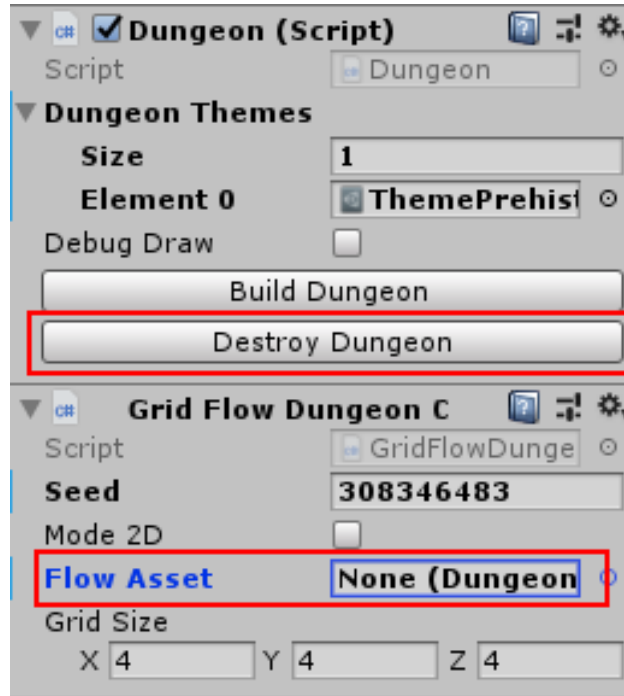 Dungeon (Script)
Script Dungeon
Dungeon Themes
Size 1
Element 0 ThemePrehist
Debug Draw
Build Dungeon
Destroy Dungeon
Grid Flow Dungeon C
Script GridFlowDunge
Seed 308346483
Mode 2D
Flow Asset None (Dungeon
Grid Size
X 4 Y 4 Z 4